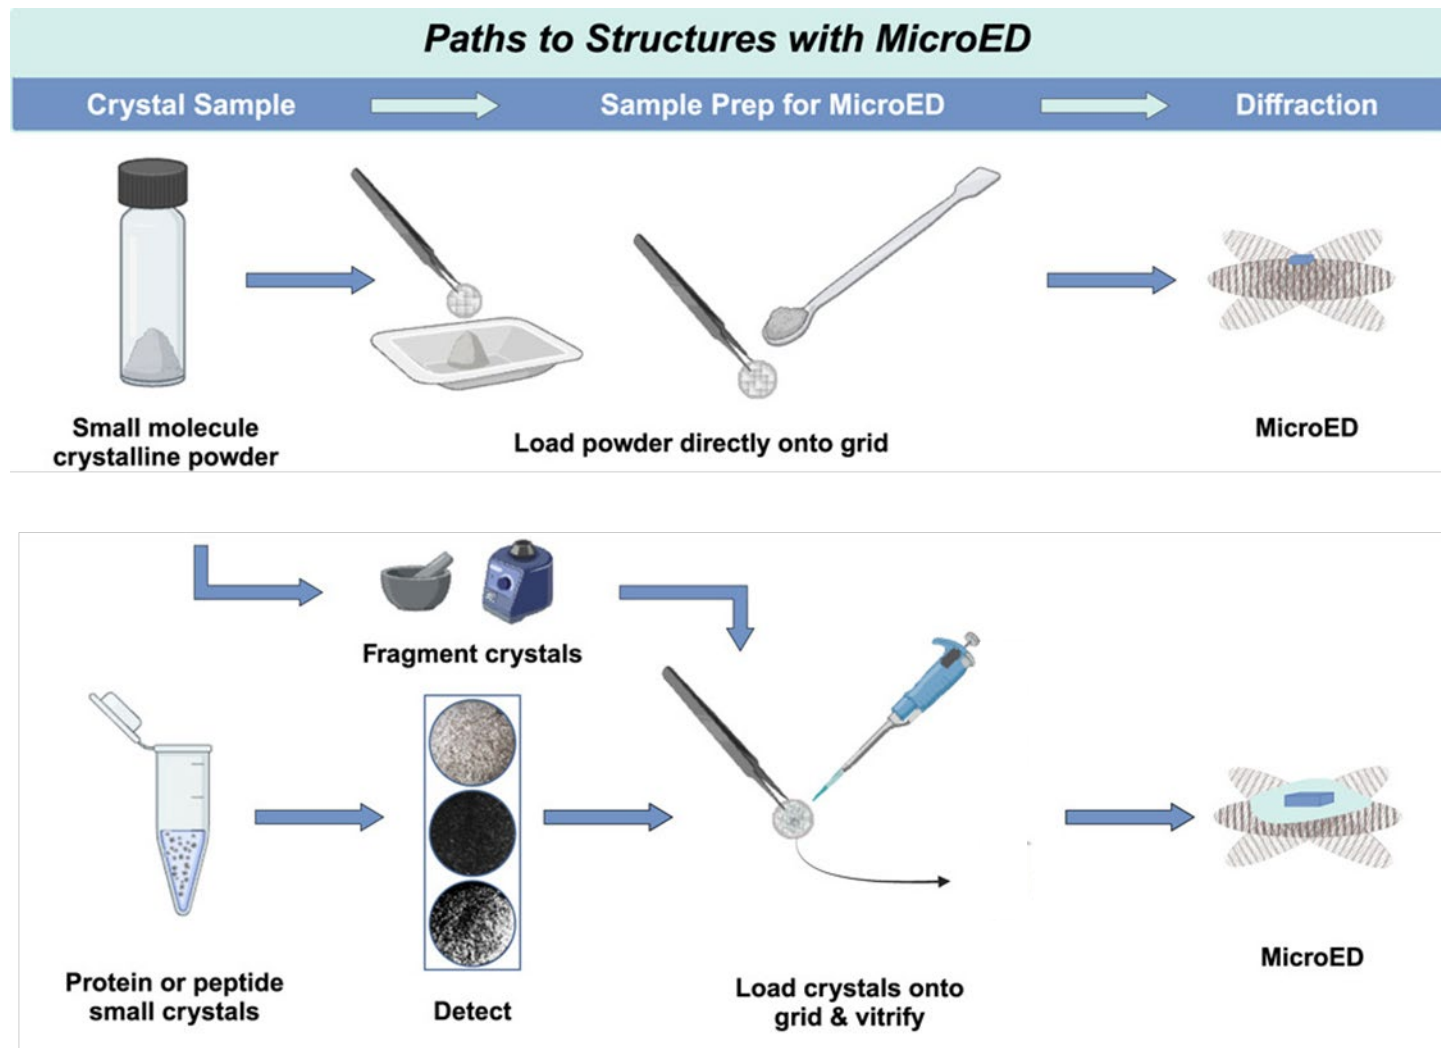 Paths to Structures with MicroED
Crystal Sample
Sample Prep for MicroED
Diffraction
Small molecule
crystalline powder
Load powder directly onto grid
MicroED
Fragment crystals
Protein or peptide
small crystals
Detect
Load crystals onto
grid & vitrify
MicroED